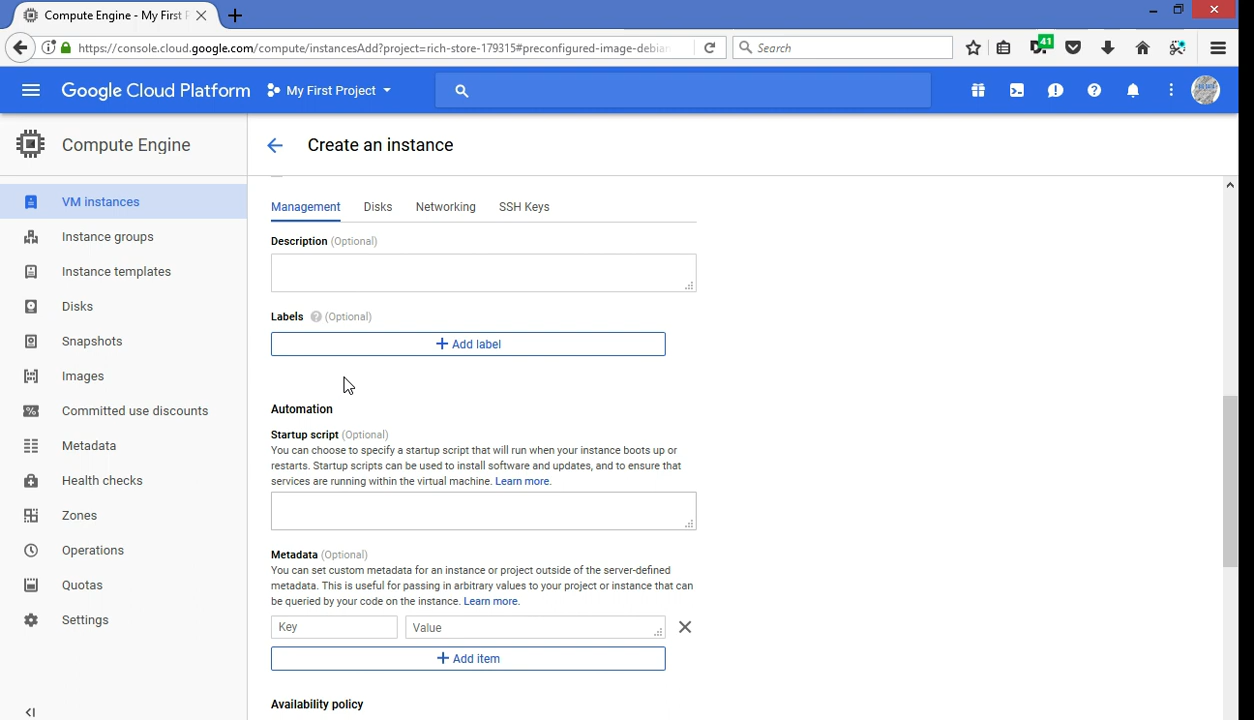 Compute Engine - My First P
https://console.cloud.google.com/compute/instancesAdd?project=rich-store-179315#preconfigured-image-debian
Search
41
Google Cloud Platform
My First Project
Compute Engine
Create an instance
VM instances
Instance groups
Instance templates
Disks
Snapshots
Images
Committed use discounts
Metadata
Health checks
Zones
Operations
Quotas
Settings
Management Disks Networking SSH Keys
Description (Optional)
Labels ? (Optional)
+ Add label
Automation
Startup script (Optional)
You can choose to specify a startup script that will run when your instance boots up or
restarts. Startup scripts can be used to install software and updates, and to ensure that
services are running within the virtual machine. Learn more.
Metadata (Optional)
You can set custom metadata for an instance or project outside of the server-defined
metadata. This is useful for passing in arbitrary values to your project or instance that can
be queried by your code on the instance. Learn more.
Key Value
+ Add item
Availability policy